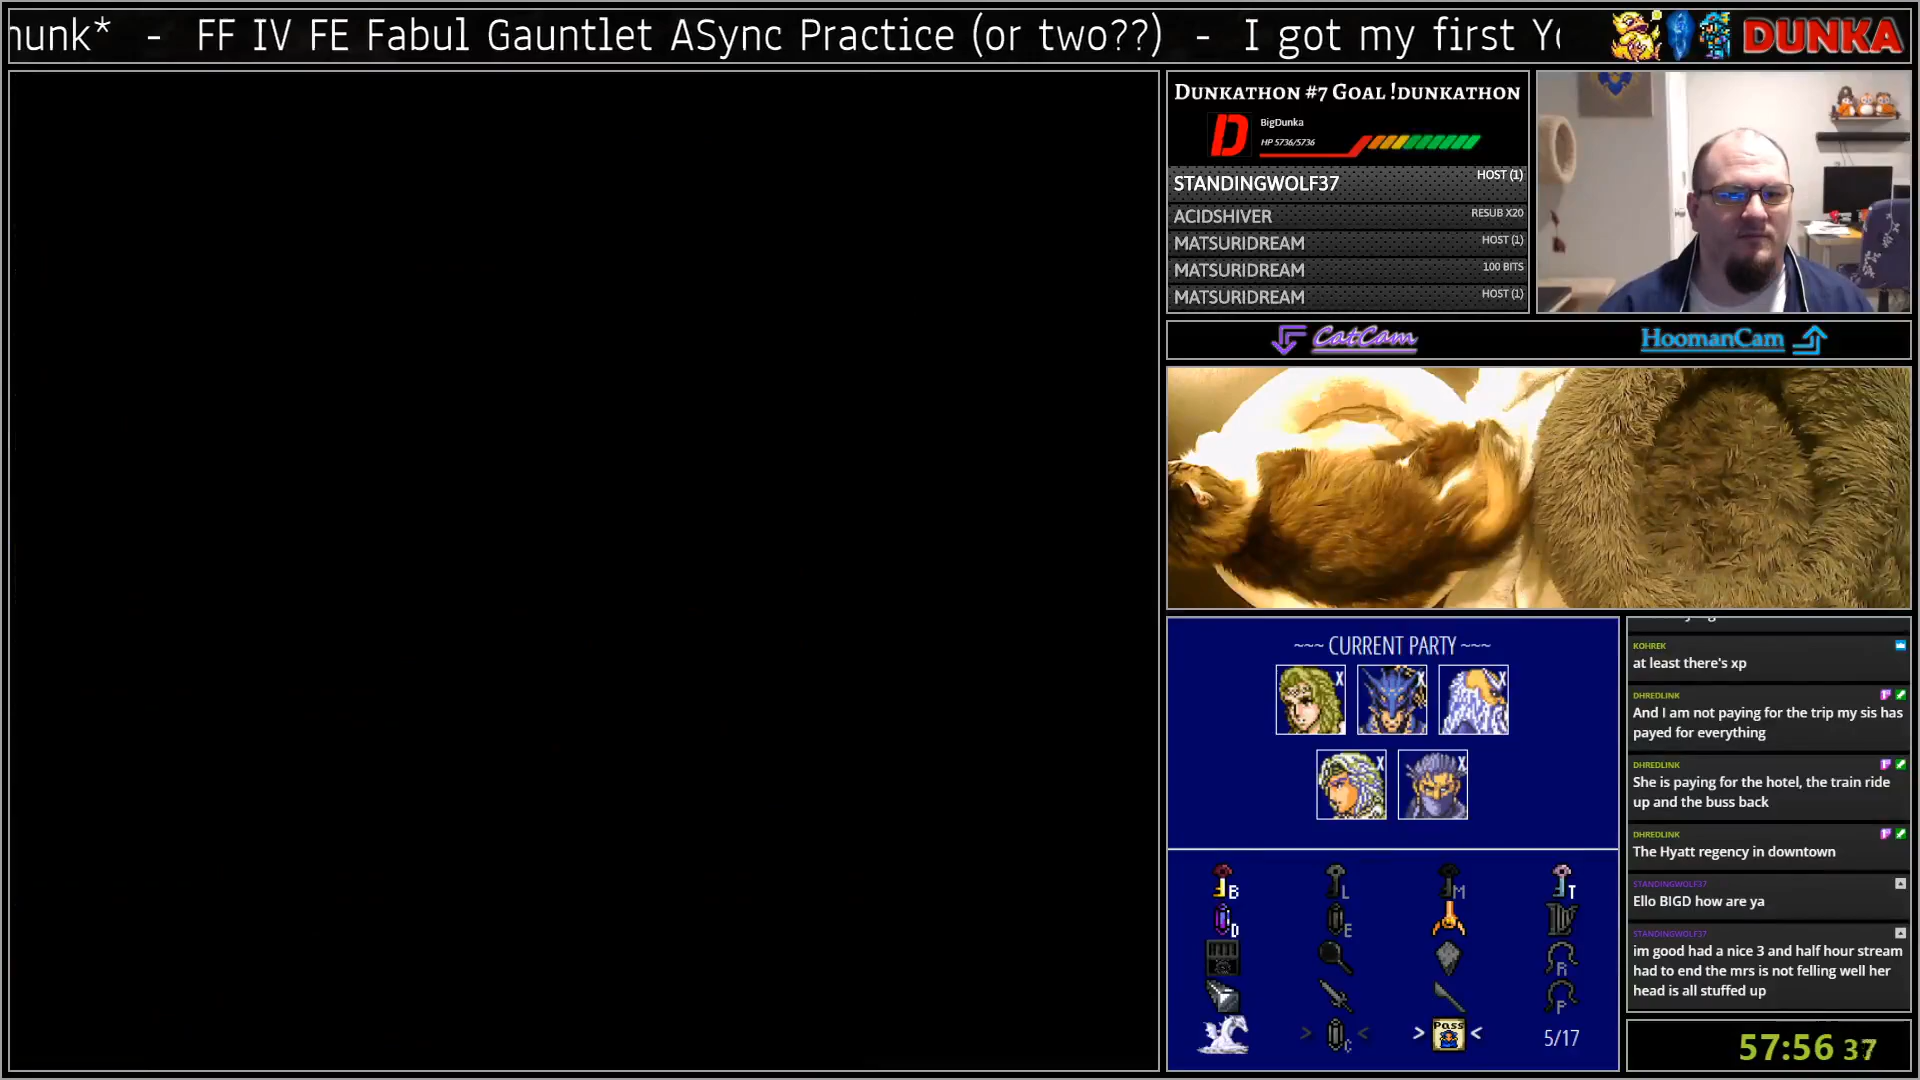 hunk* - FF IV FE Fabul Gauntlet ASync Practice (or two??) - I got my first Yo
DUNKA
Dunkathon #7 Goal !dunkathon
D
BigDunka
HP 5736/5736
STANDINGWOLF37 HOST (1)
ACIDSHIVER RESUB X20
MATSURIDREAM HOST (1)
MATSURIDREAM 100 BITS
MATSURIDREAM HOST (1)
CatCam
HoomanCam
~~~ CURRENT PARTY ~~~
X X X
X X
B L M T
D E
R
P
> C < > PASS < 5/17
KOHREK
at least there's xp
DHREDLINK
And I am not paying for the trip my sis has
payed for everything
DHREDLINK
She is paying for the hotel, the train ride
up and the buss back
DHREDLINK
The Hyatt regency in downtown
STANDINGWOLF37
Ello BIGD how are ya
STANDINGWOLF37
im good had a nice 3 and half hour stream
had to end the mrs is not felling well her
head is all stuffed up
57:56 37